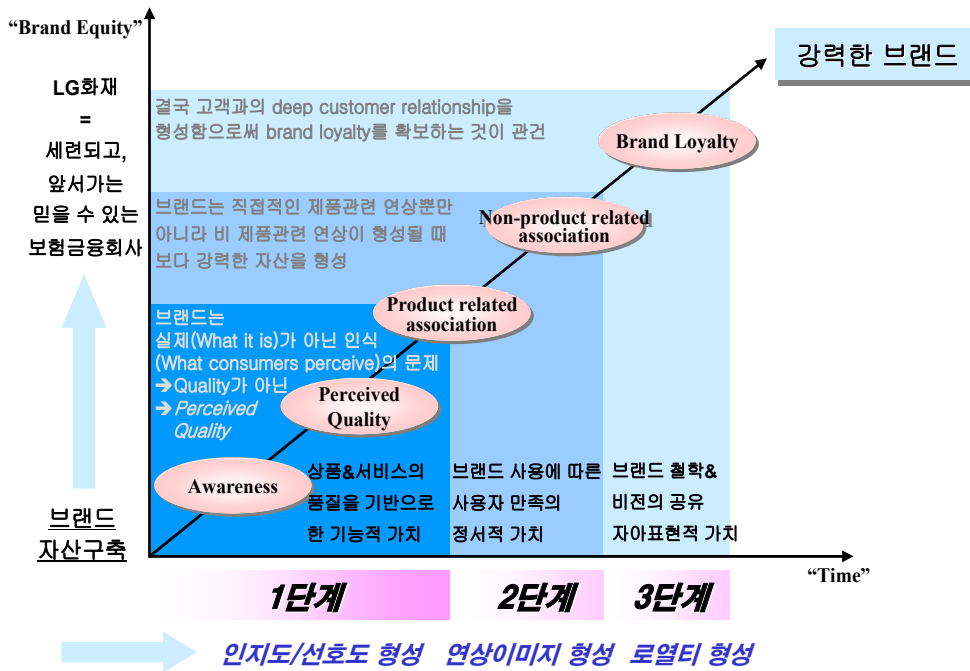 “Brand Equity”
강력한 브랜드
LG화재
=
세련되고,
앞서가는
믿을 수 있는
보험금융회사
결국 고객과의 deep customer relationship을
형성함으로써 brand loyalty를 확보하는 것이 관건
Brand Loyalty
브랜드는 직접적인 제품관련 연상뿐만
아니라 비 제품관련 연상이 형성될 때
보다 강력한 자산을 형성
Non-product related
association
Product related
association
브랜드는
실제(What it is)가 아닌 인식
(What consumers perceive)의 문제
➔Quality가 아닌
➔Perceived
Quality
Perceived
Quality
Awareness
상품&서비스의
품질을 기반으로
한 기능적 가치
브랜드 사용에 따른
사용자 만족의
정서적 가치
브랜드 철학&
비전의 공유
자아표현적 가치
브랜드
자산구축
“Time”
1단계
2단계
3단계
인지도/선호도 형성
연상이미지 형성
로열티 형성